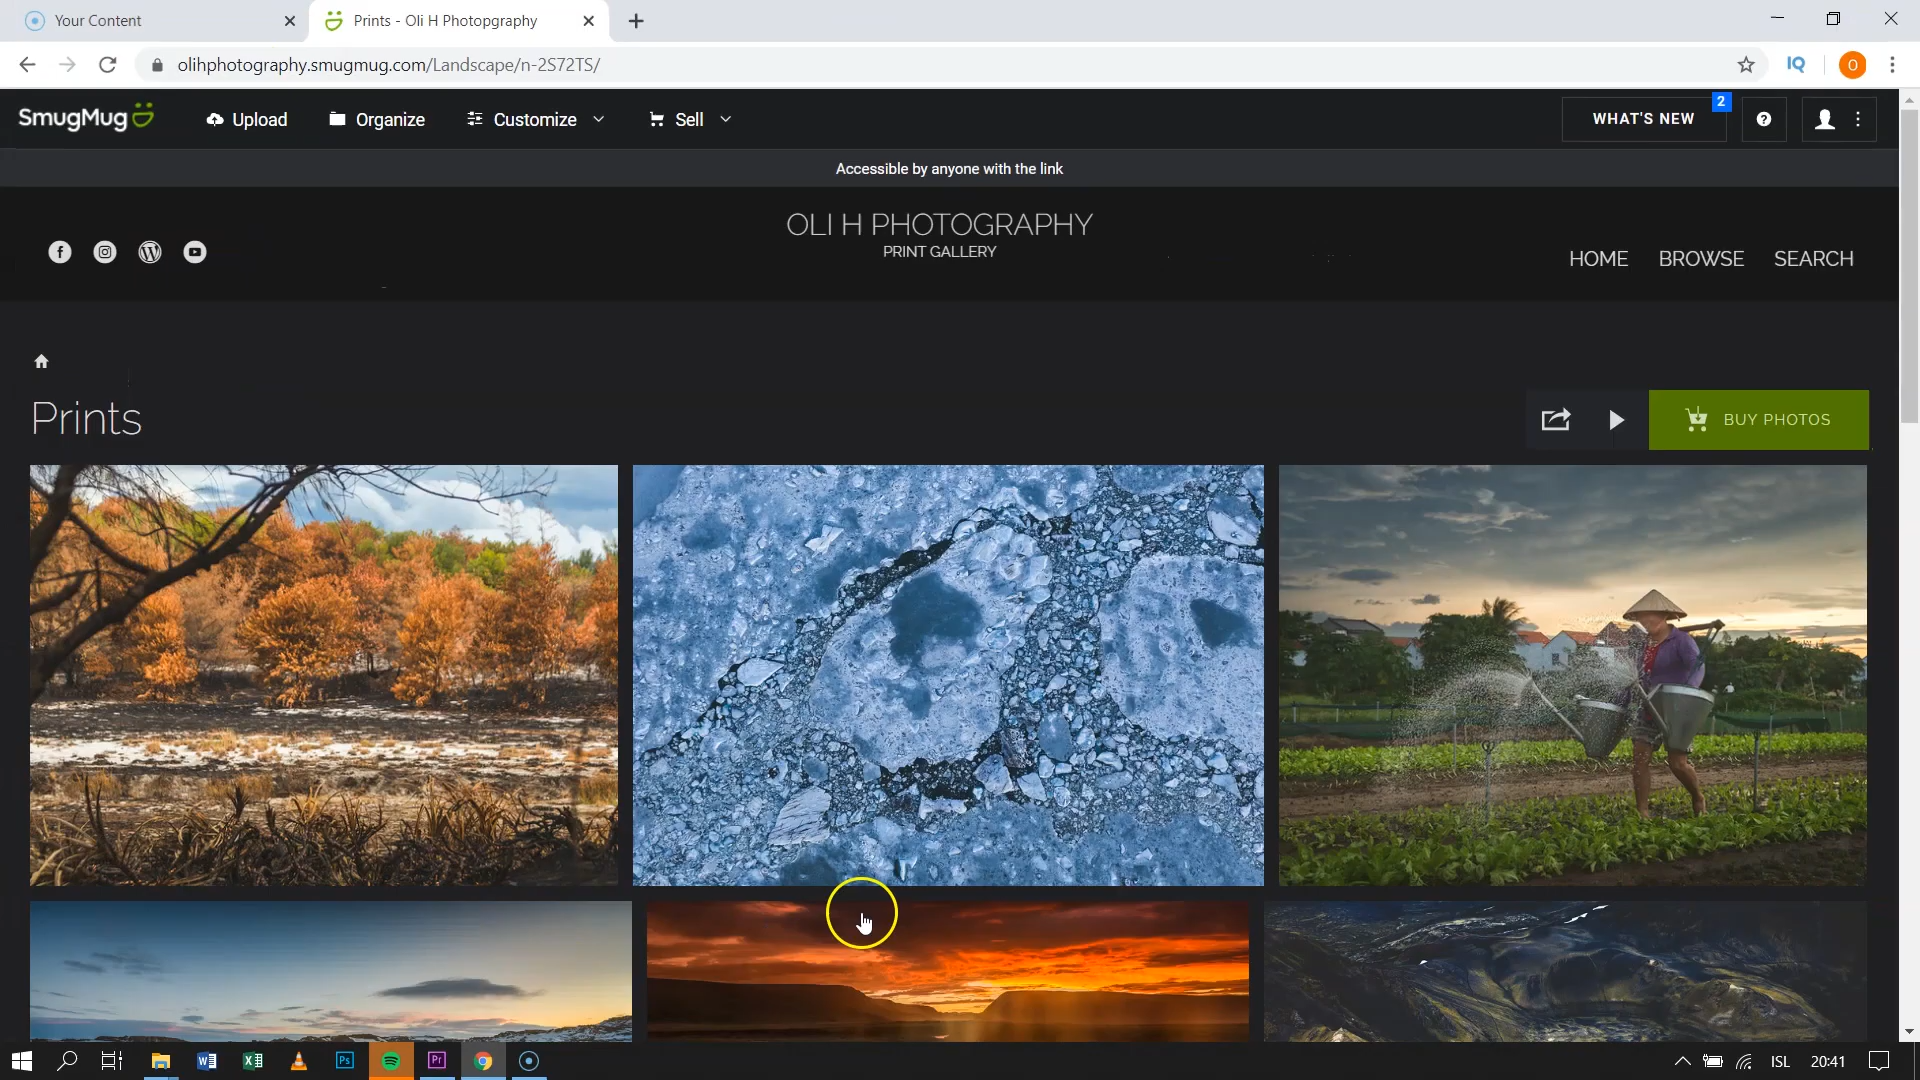 Your Content
Prints - Oli H Photopgraphy
olihphotography.smugmug.com/Landscape/n-2S72TS/
IQ
O
SmugMug
Upload
Organize
Customize
Sell
WHAT'S NEW
2
?
Accessible by anyone with the link
OLI H PHOTOGRAPHY
PRINT GALLERY
HOME
BROWSE
SEARCH
Prints
BUY PHOTOS
ISL
20:41